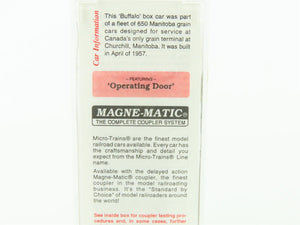 Car Information
This 'Buffalo' box car was part
of a fleet of 650 Manitoba grain
cars designed for service at
Canada's only grain terminal at
Churchill, Manitoba. It was built
in April of 1957.
– FEATURING –
'Operating Door'
MAGNE-MATIC®
THE COMPLETE COUPLER SYSTEM
Micro-Trains® are the finest model
railroad cars available. Every car has
the craftsmanship and detail you
expect from the Micro-Trains® Line
name.
Available with the delayed action
Magne-Matic® coupler, the finest
coupler in the model railroading
business. It's the "Standard by
Choice" of model railroaders around
the world!
See inside box for coupler testing pro-
cedures and, in some cases, further